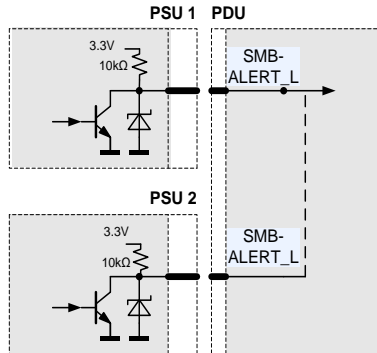 PSU 1 PDU
3.3V
10kΩ
SMB-
ALERT_L
PSU 2
3.3V
10kΩ
SMB-
ALERT_L